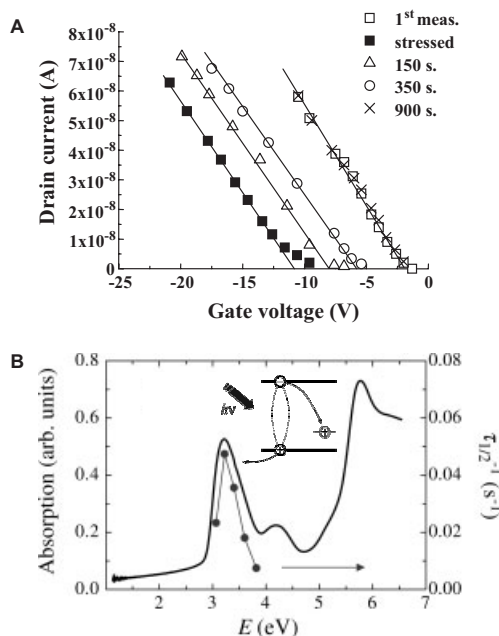 A
1st meas.
stressed
150 s.
350 s.
900 s.
Drain current (A)
8x10-8
7x10-8
6x10-8
5x10-8
4x10-8
3x10-8
2x10-8
1x10-8
0
-25 -20 -15 -10 -5 0
Gate voltage (V)
B
Absorption (arb. units)
0.8
0.6
0.4
0.2
0.0
hν
0.08
0.06
0.04
0.02
0.00
τ1/2-1 (s-1)
2 3 4 5 6
E (eV)